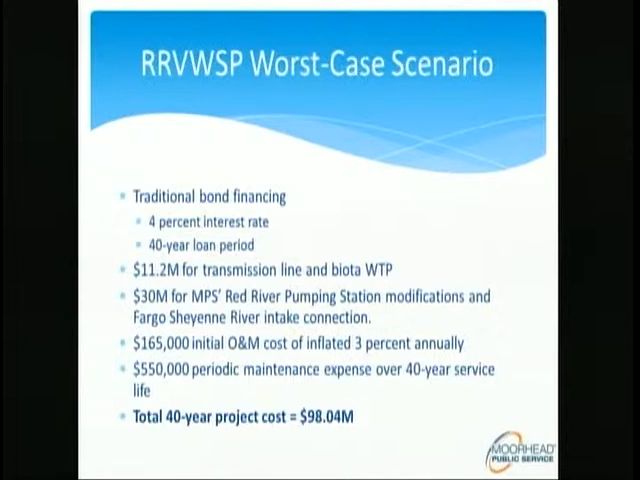 RRVWSP Worst-Case Scenario
Traditional bond financing
4 percent interest rate
40-year loan period
$11.2M for transmission line and biota WTP
$30M for MPS' Red River Pumping Station modifications and
Fargo Sheyenne River intake connection.
$165,000 initial O&M cost of inflated 3 percent annually
$550,000 periodic maintenance expense over 40-year service
life
Total 40-year project cost = $98.04M
MOORHEAD
PUBLIC SERVICE